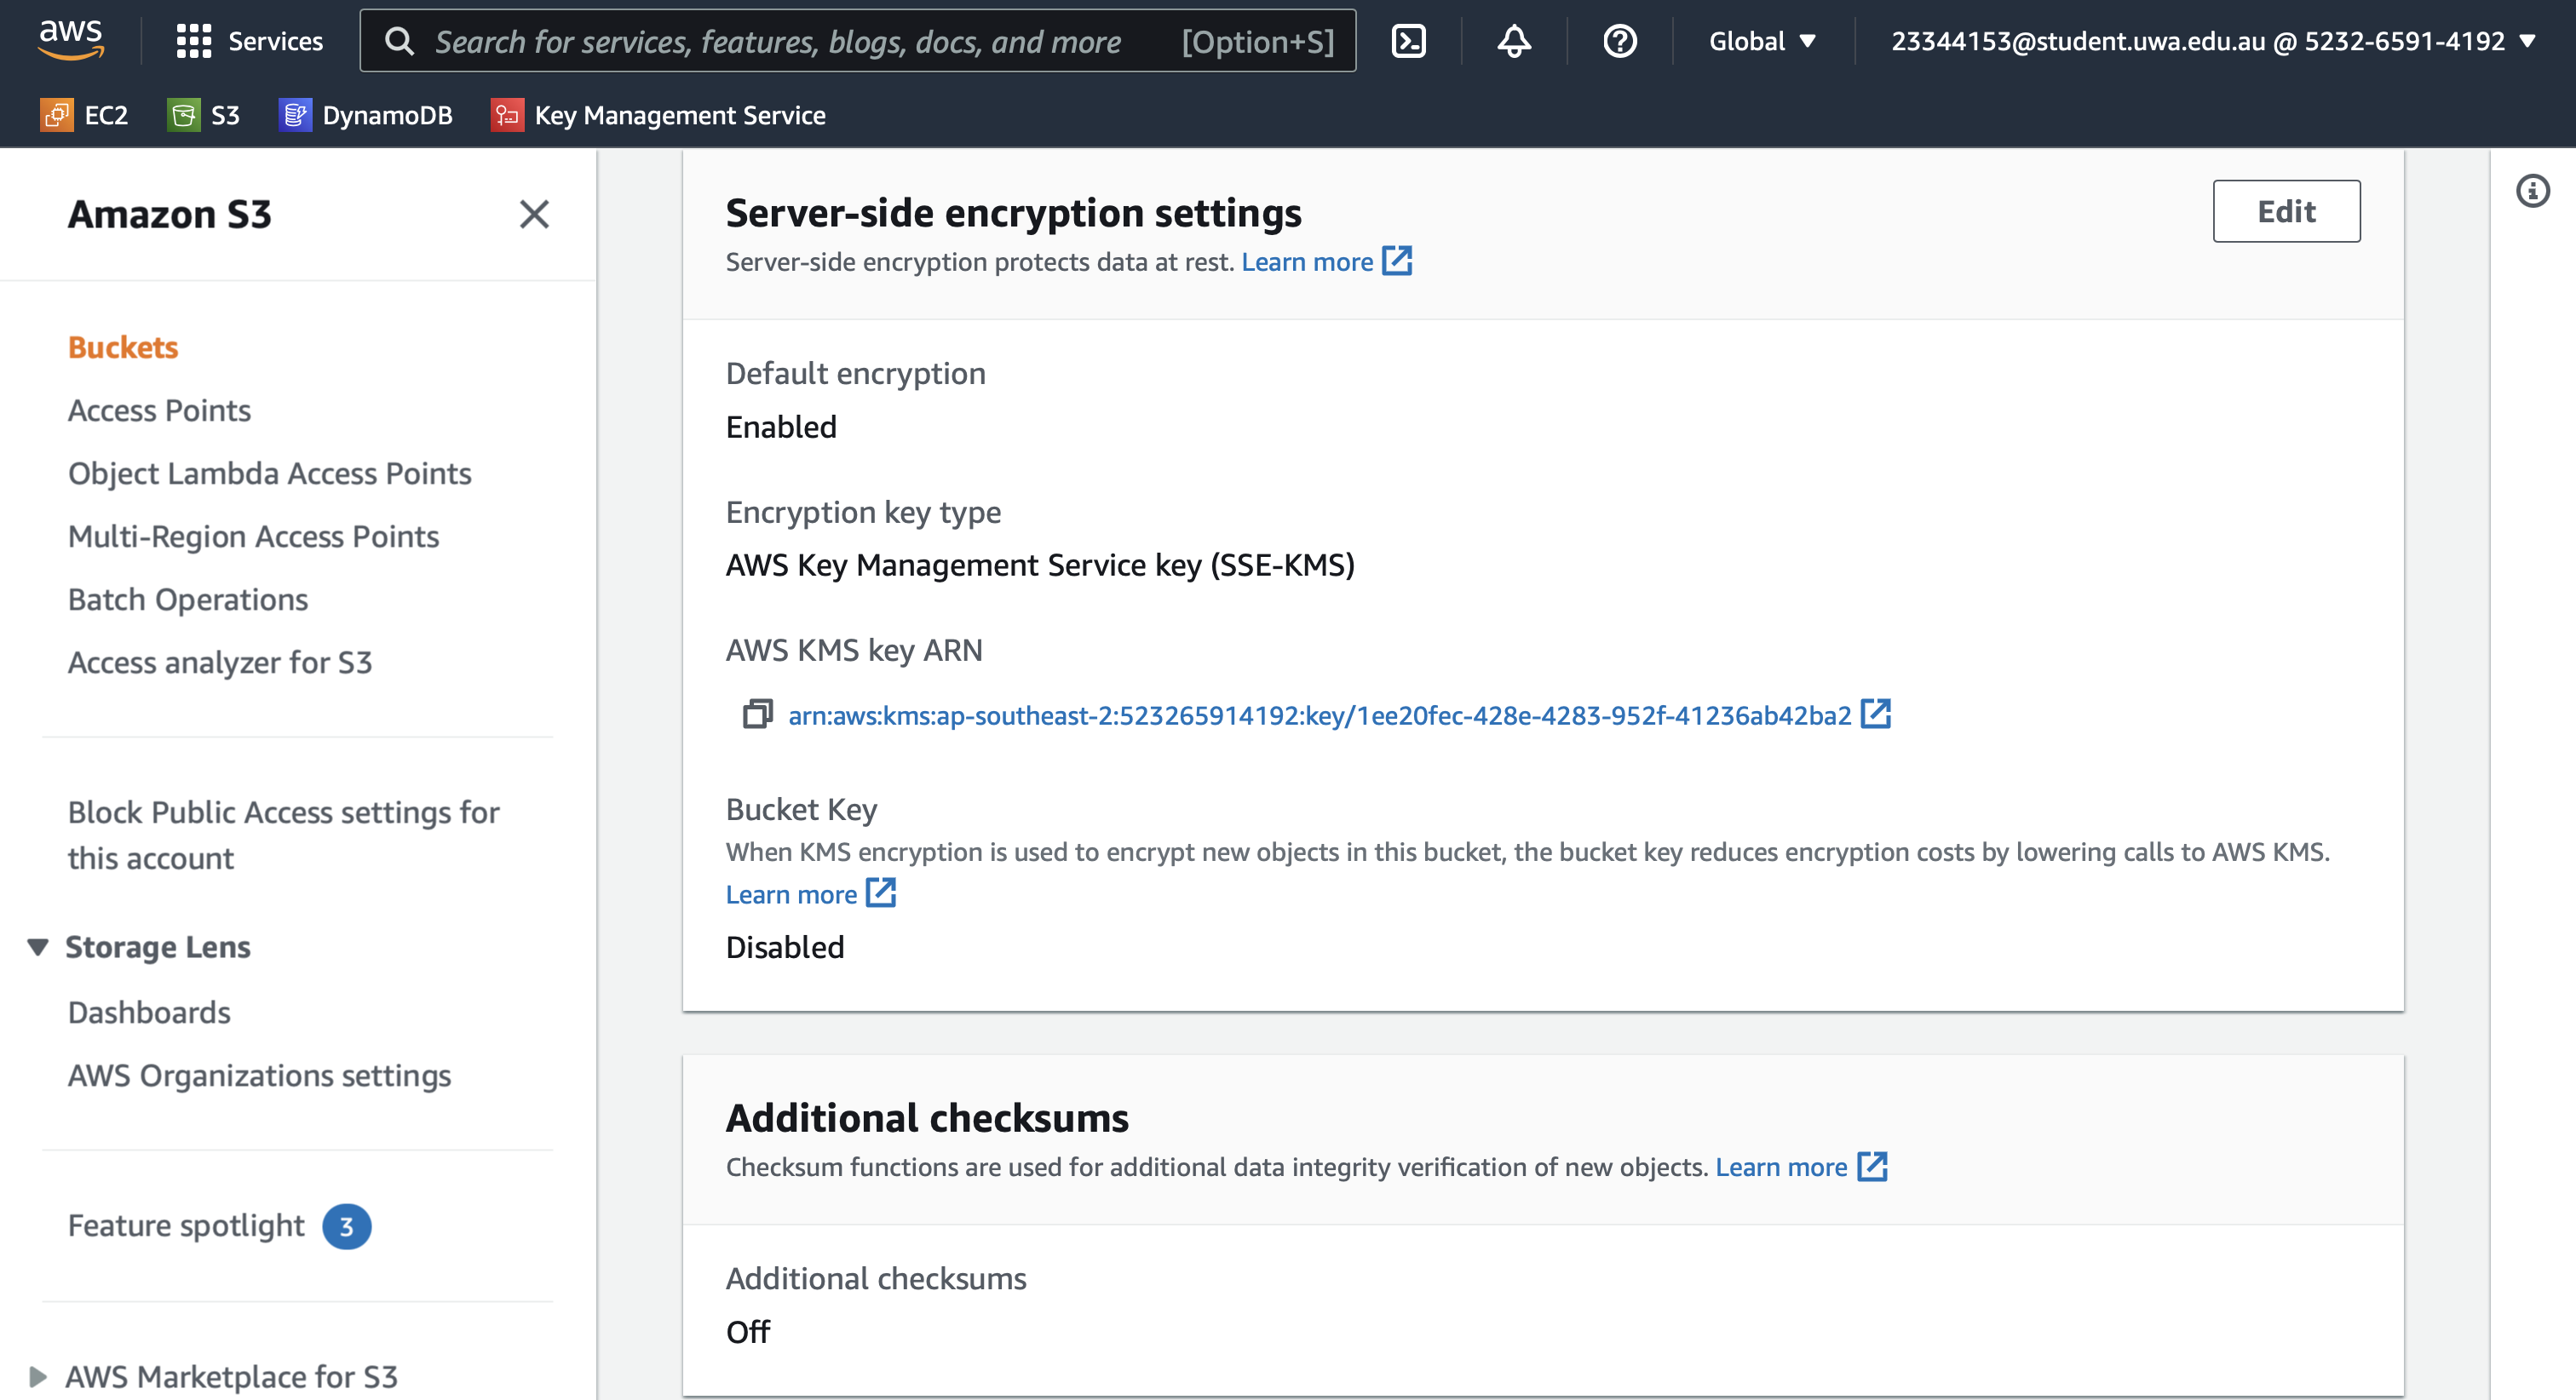 aws
Services
Search for services, features, blogs, docs, and more [Option+S]
Global
23344153@student.uwa.edu.au @ 5232-6591-4192
EC2
S3
DynamoDB
Key Management Service
Amazon S3
Buckets
Access Points
Object Lambda Access Points
Multi-Region Access Points
Batch Operations
Access analyzer for S3
Block Public Access settings for
this account
Storage Lens
Dashboards
AWS Organizations settings
Feature spotlight 3
AWS Marketplace for S3
Server-side encryption settings
Edit
Server-side encryption protects data at rest. Learn more
Default encryption
Enabled
Encryption key type
AWS Key Management Service key (SSE-KMS)
AWS KMS key ARN
arn:aws:kms:ap-southeast-2:523265914192:key/1ee20fec-428e-4283-952f-41236ab42ba2
Bucket Key
When KMS encryption is used to encrypt new objects in this bucket, the bucket key reduces encryption costs by lowering calls to AWS KMS.
Learn more
Disabled
Additional checksums
Checksum functions are used for additional data integrity verification of new objects. Learn more
Additional checksums
Off